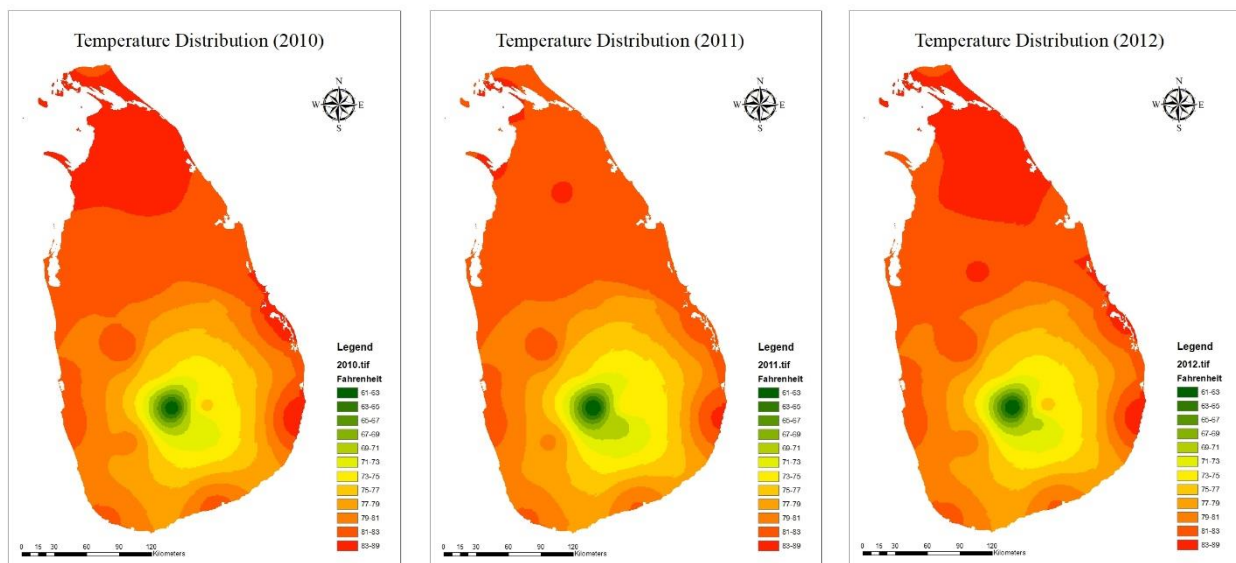 Temperature Distribution (2010)
N
W E
S
Legend
2010.tif
Fahrenheit
61-63
63-65
65-67
67-69
69-71
71-73
73-75
75-77
77-79
79-81
81-83
83-89
0 15 30 60 90 120
Kilometers
Temperature Distribution (2011)
N
W E
S
Legend
2011.tif
Fahrenheit
61-63
63-65
65-67
67-69
69-71
71-73
73-75
75-77
77-79
79-81
81-83
83-89
0 15 30 60 90 120
Kilometers
Temperature Distribution (2012)
N
W E
S
Legend
2012.tif
Fahrenheit
61-63
63-65
65-67
67-69
69-71
71-73
73-75
75-77
77-79
79-81
81-83
83-89
0 15 30 60 90 120
Kilometers